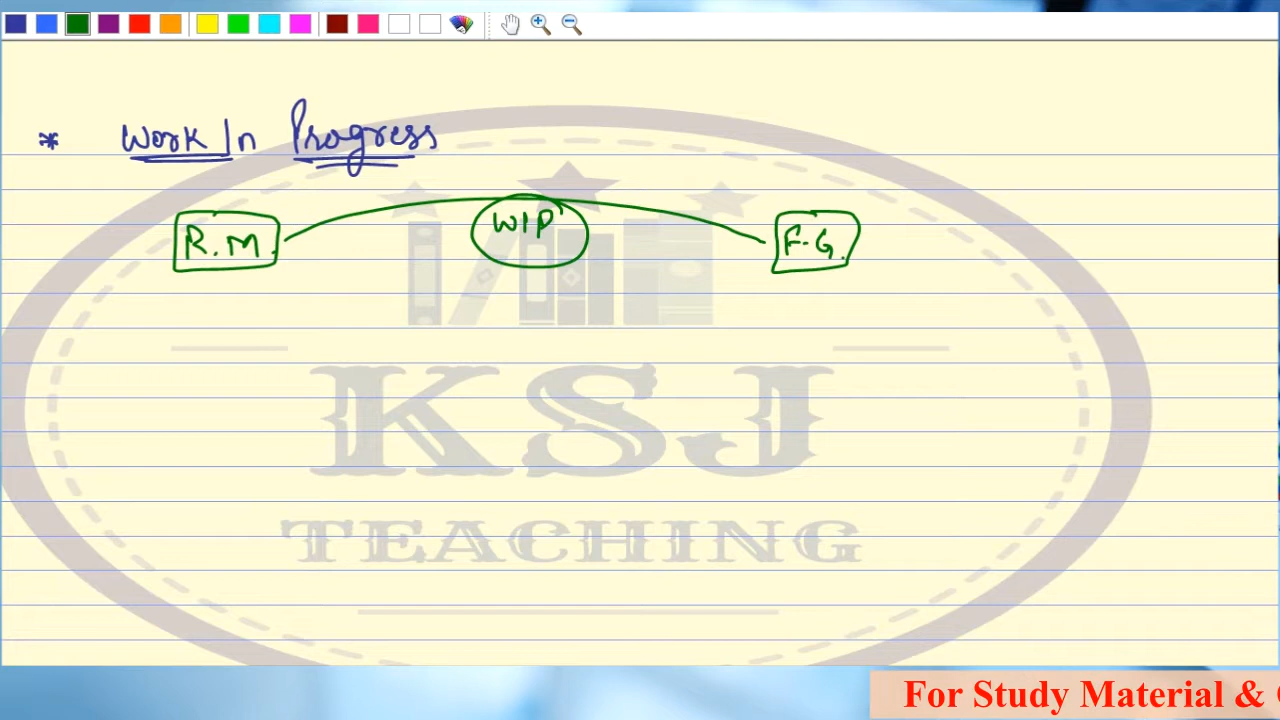 * Work In Progress
R.M. WIP F.G.
KSJ
TEACHING
For Study Material &